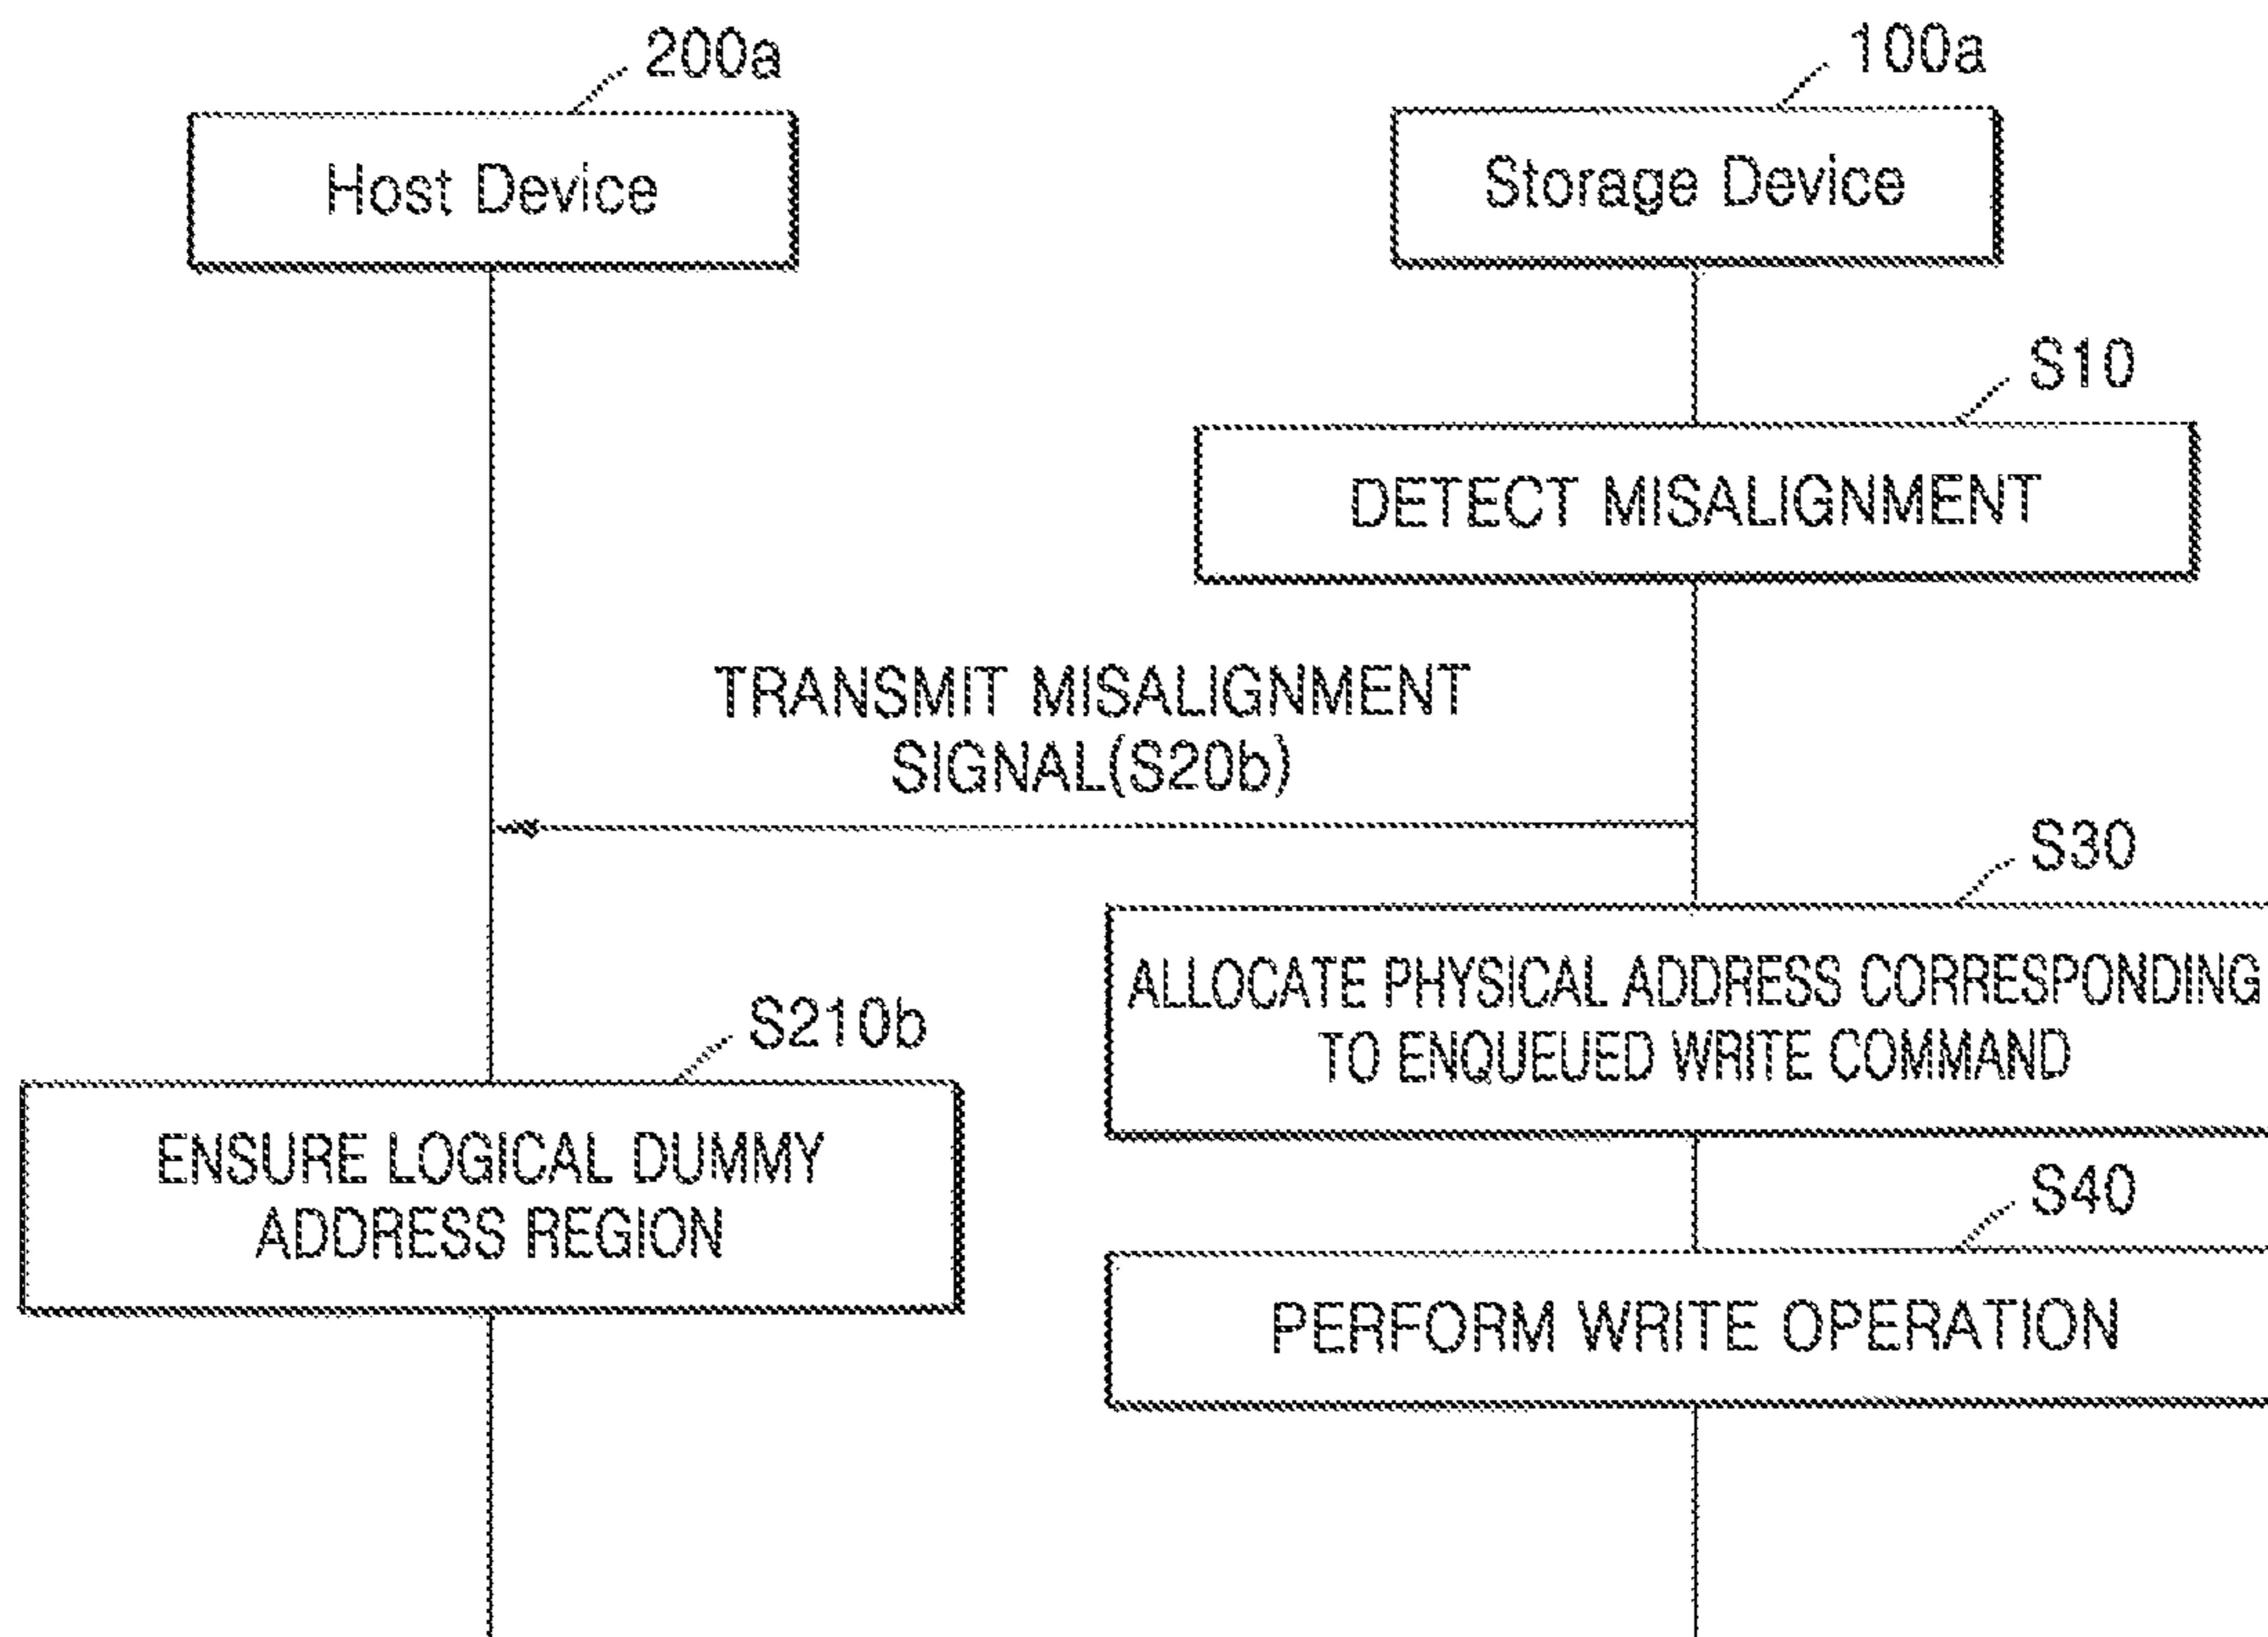 200a
100a
Host Device
Storage Device
S10
DETECT MISALIGNMENT
TRANSMIT MISALIGNMENT
SIGNAL(S20b)
S30
ALLOCATE PHYSICAL ADDRESS CORRESPONDING
TO ENQUEUED WRITE COMMAND
S210b
ENSURE LOGICAL DUMMY
ADDRESS REGION
S40
PERFORM WRITE OPERATION